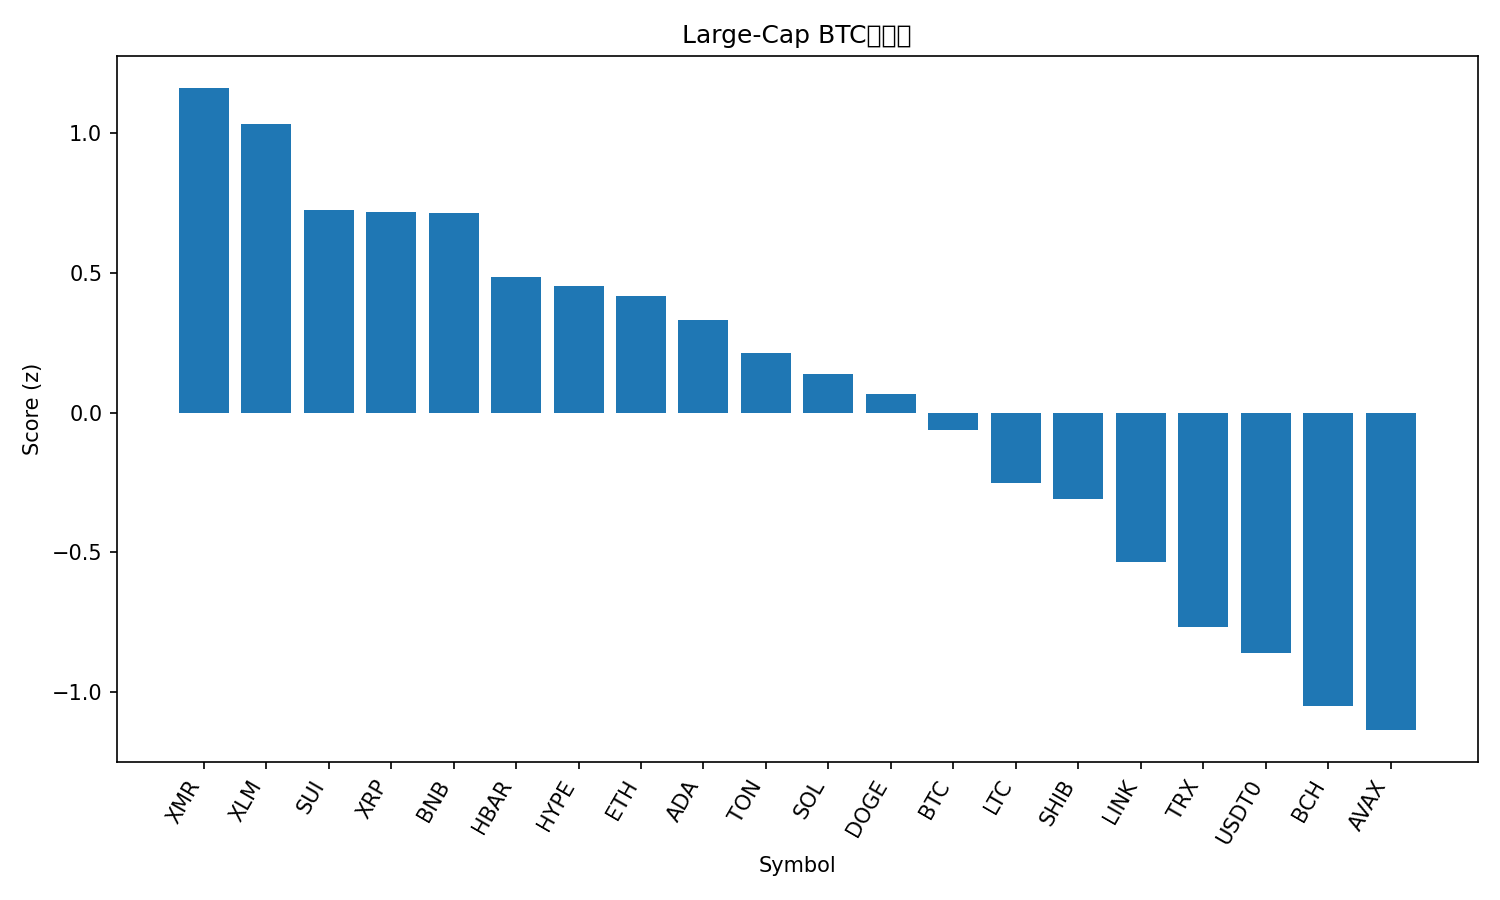 Large-Cap BTC
1.0
0.5
0.0
−0.5
−1.0
Score (z)
XMR
XLM
SUI
XRP
BNB
HBAR
HYPE
ETH
ADA
TON
SOL
DOGE
BTC
LTC
SHIB
LINK
TRX
USDT0
BCH
AVAX
Symbol